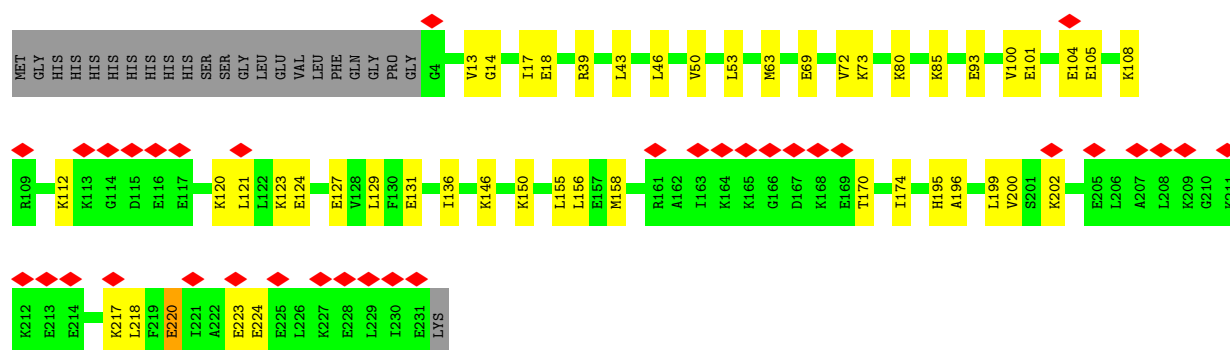 MET GLY HIS HIS HIS HIS HIS HIS HIS HIS SER SER GLY LEU GLU VAL LEU PHE GLN GLY PRO GLY G4 V13 G14 I17 E18 R39 L43 L46 V50 L53 M63 E69 V72 K73 K80 K85 E93 V100 E101 E104 E105 K108
R109 K112 K113 G114 D115 E116 E117 K120 L121 L122 K123 E124 E127 V128 L129 F130 E131 I136 K146 K150 L155 L156 E157 M158 R161 A162 I163 K164 K165 G166 D167 K168 E169 T170 I174 H195 A196 L199 V200 S201 K202 E205 L206 A207 L208 K209 G210
K212 E213 E214 K217 L218 F219 E220 I221 A222 E223 E224 E225 L226 K227 E228 L229 I230 E231 LYS